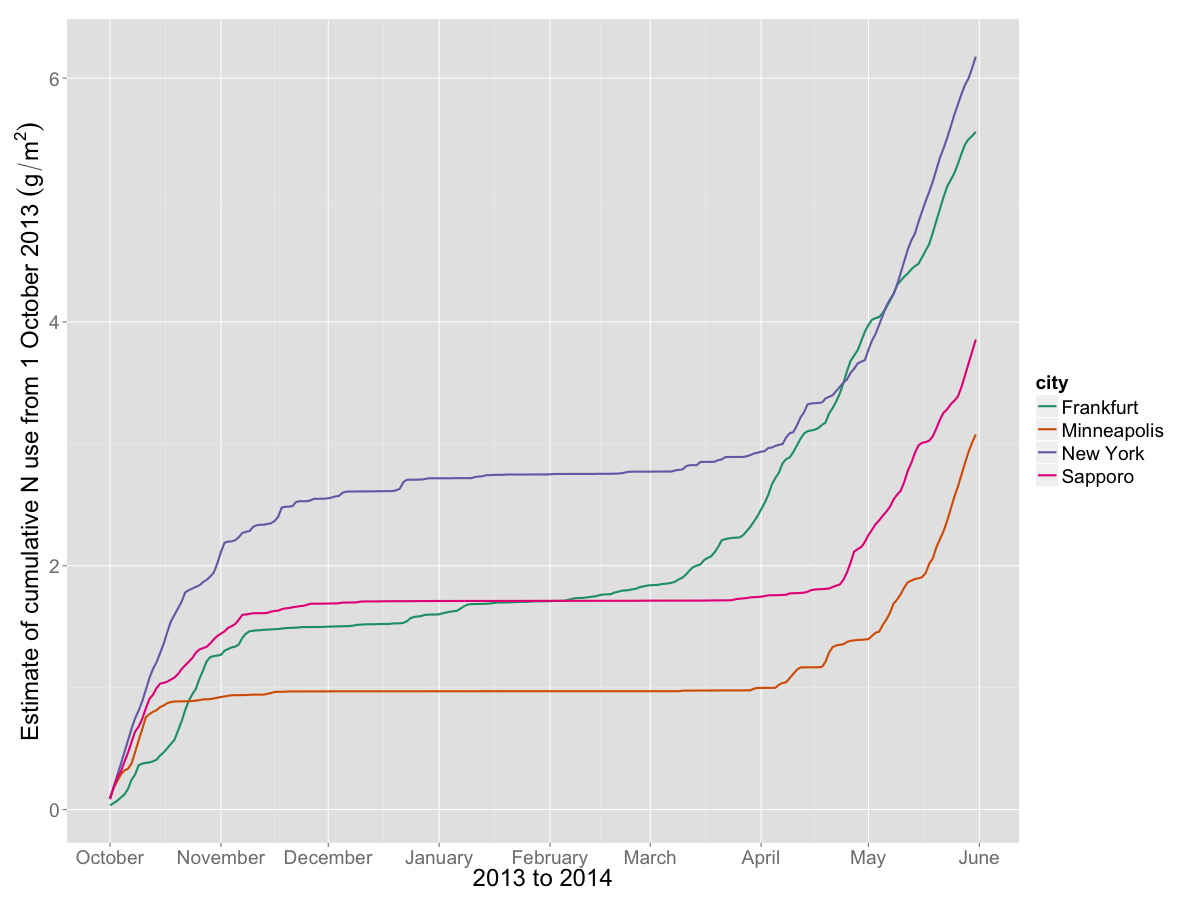 Estimate of cumulative N use from 1 October 2013 (g/m²)
6
4
2
0
October November December January February March April May June
2013 to 2014
city
Frankfurt
Minneapolis
New York
Sapporo